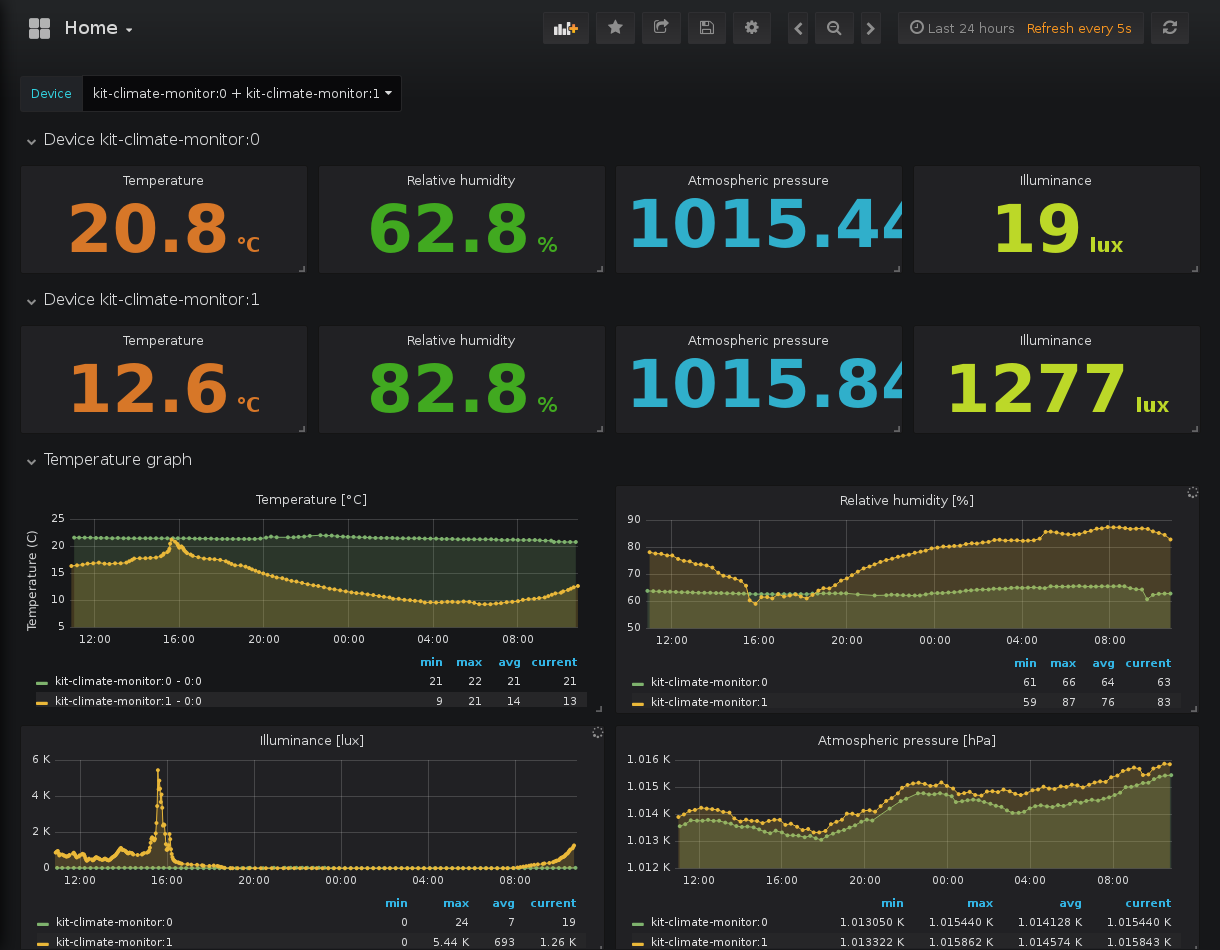 Home
Last 24 hours Refresh every 5s
Device kit-climate-monitor:0 + kit-climate-monitor:1
Device kit-climate-monitor:0
Temperature Relative humidity Atmospheric pressure Illuminance
20.8 °C 62.8 % 1015.44 19 lux
Device kit-climate-monitor:1
Temperature Relative humidity Atmospheric pressure Illuminance
12.6 °C 82.8 % 1015.84 1277 lux
Temperature graph
Temperature [°C]
Temperature (C)
25
20
15
10
5
12:00 16:00 20:00 00:00 04:00 08:00
min max avg current
kit-climate-monitor:0 - 0:0 21 22 21 21
kit-climate-monitor:1 - 0:0 9 21 14 13
Relative humidity [%]
90
80
70
60
50
12:00 16:00 20:00 00:00 04:00 08:00
min max avg current
kit-climate-monitor:0 61 66 64 63
kit-climate-monitor:1 59 87 76 83
Illuminance [lux]
6 K
4 K
2 K
0
12:00 16:00 20:00 00:00 04:00 08:00
min max avg current
kit-climate-monitor:0 0 24 7 19
kit-climate-monitor:1 0 5.44 K 693 1.26 K
Atmospheric pressure [hPa]
1.016 K
1.015 K
1.014 K
1.013 K
1.012 K
12:00 16:00 20:00 00:00 04:00 08:00
min max avg current
kit-climate-monitor:0 1.013050 K 1.015440 K 1.014128 K 1.015440 K
kit-climate-monitor:1 1.013322 K 1.015862 K 1.014574 K 1.015843 K